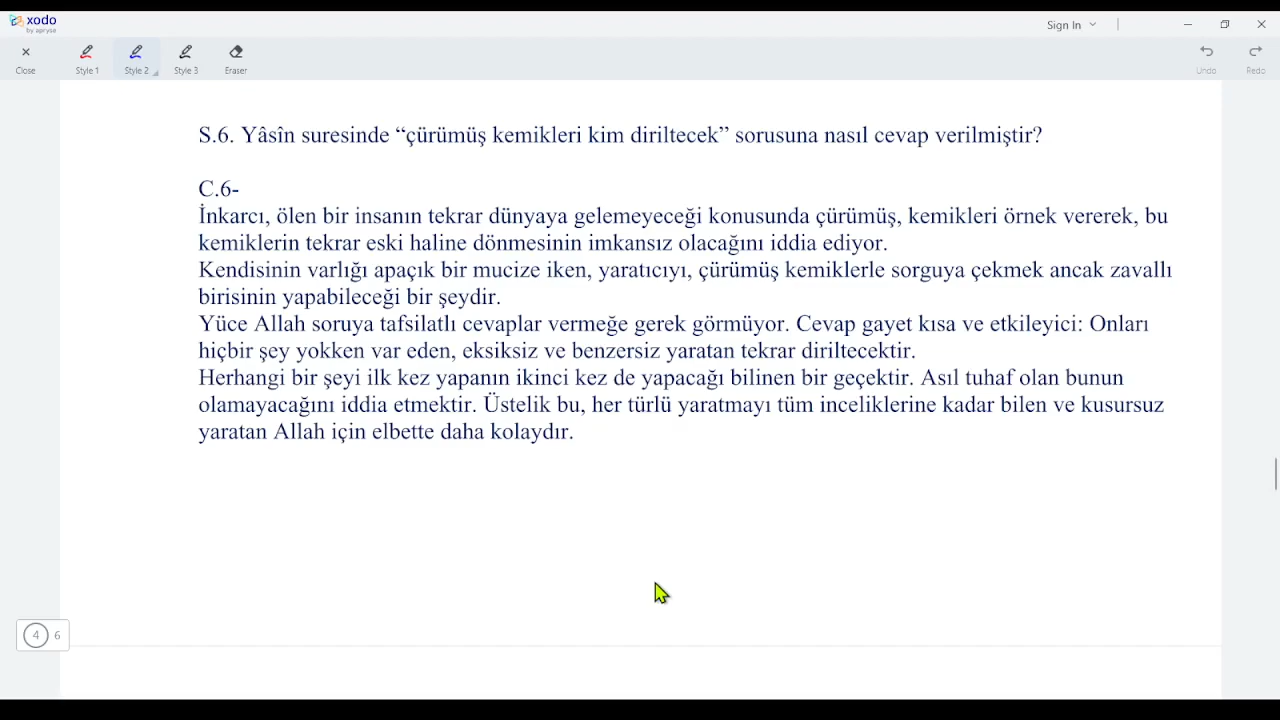 xodo
by apryse
Sign In
Close
Style 1
Style 2
Style 3
Eraser
Undo
Redo
S.6. Yâsîn suresinde “çürümüş kemikleri kim diriltecek” sorusuna nasıl cevap verilmiştir?
C.6-
İnkarcı, ölen bir insanın tekrar dünyaya gelemeyeceği konusunda çürümüş, kemikleri örnek vererek, bu
kemiklerin tekrar eski haline dönmesinin imkansız olacağını iddia ediyor.
Kendisinin varlığı apaçık bir mucize iken, yaratıcıyı, çürümüş kemiklerle sorguya çekmek ancak zavallı
birisinin yapabileceği bir şeydir.
Yüce Allah soruya tafsilatlı cevaplar vermeğe gerek görmüyor. Cevap gayet kısa ve etkileyici: Onları
hiçbir şey yokken var eden, eksiksiz ve benzersiz yaratan tekrar diriltecektir.
Herhangi bir şeyi ilk kez yapanın ikinci kez de yapacağı bilinen bir geçektir. Asıl tuhaf olan bunun
olamayacağını iddia etmektir. Üstelik bu, her türlü yaratmayı tüm inceliklerine kadar bilen ve kusursuz
yaratan Allah için elbette daha kolaydır.
4 6